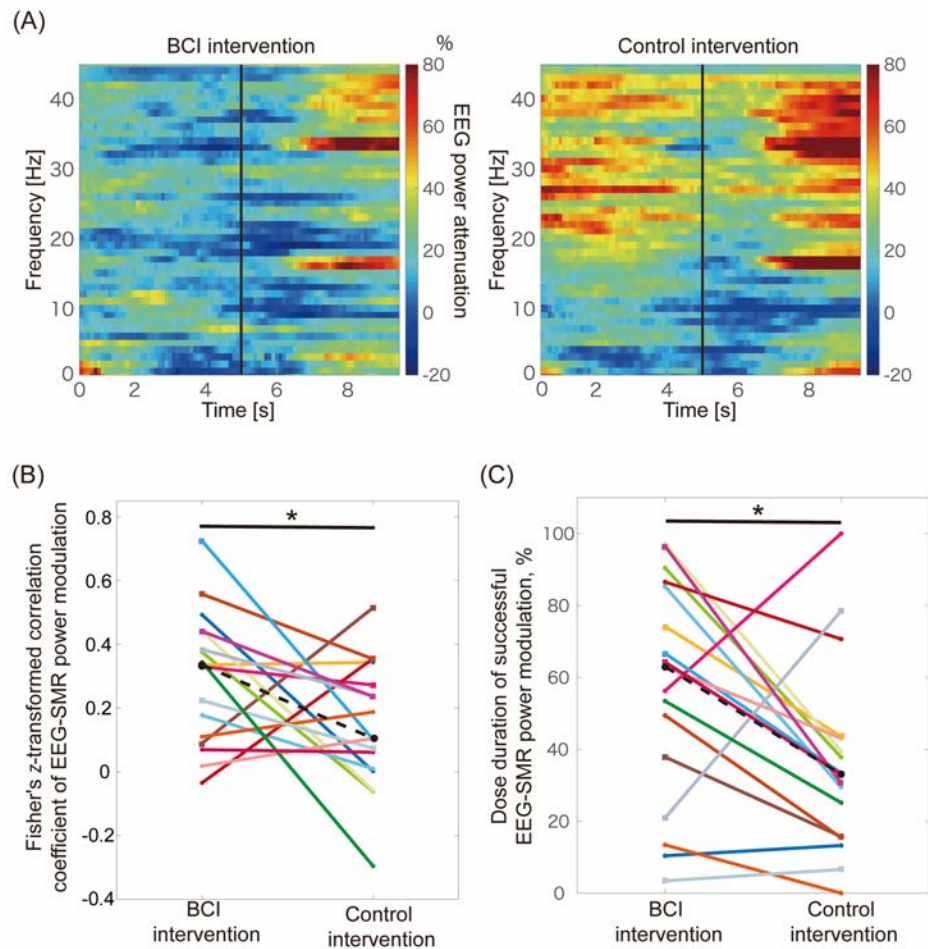 (A)
BCI intervention
%
Control intervention
80
60
40
20
0
-20
EEG power attenuation
80
60
40
20
0
-20
Frequency [Hz]
40
30
20
10
0
0 2 4 6 8
Time [s]
Frequency [Hz]
40
30
20
10
0
0 2 4 6 8
Time [s]
(B)
Fisher's z-transformed correlation
coefficient of EEG-SMR power modulation
0.8
0.6
0.4
0.2
0
-0.2
-0.4
*
BCI
intervention
Control
intervention
(C)
Dose duration of successful
EEG-SMR power modulation, %
100
80
60
40
20
0
*
BCI
intervention
Control
intervention